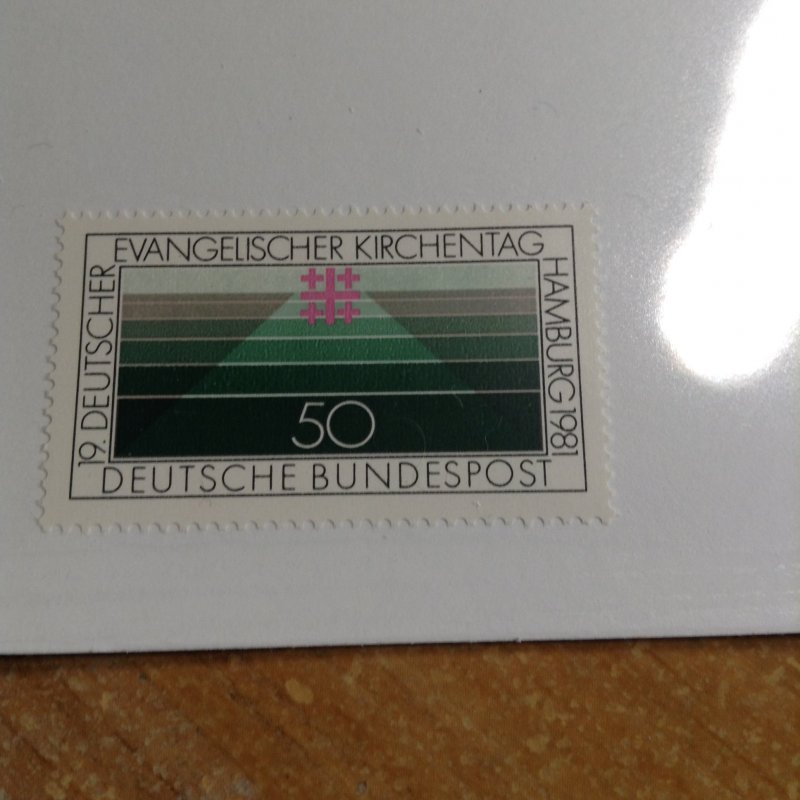 19. DEUTSCHER
EVANGELISCHER KIRCHENTAG
HAMBURG 1981
50
DEUTSCHE BUNDESPOST